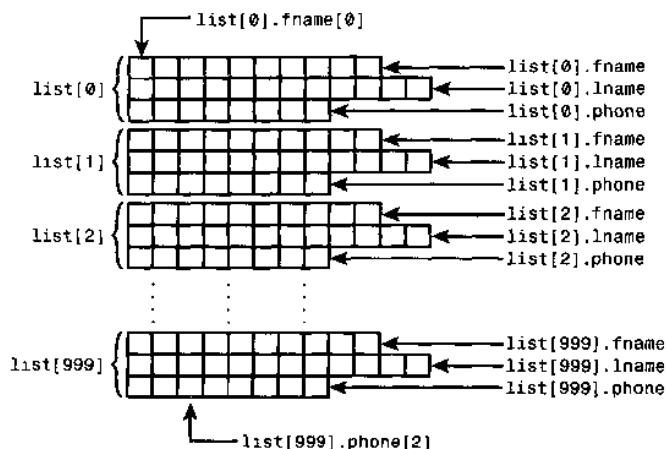 list[0].fname[0]
list[0]
list[0].fname
list[0].lname
list[0].phone
list[1]
list[1].fname
list[1].lname
list[1].phone
list[2]
list[2].fname
list[2].lname
list[2].phone
list[999]
list[999].fname
list[999].lname
list[999].phone
list[999].phone[2]